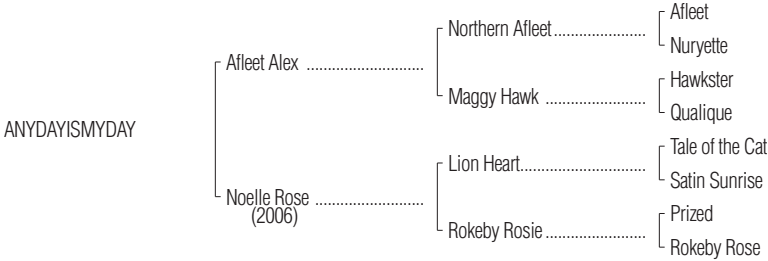 Afleet
Northern Afleet ......................
Nuryette
Afleet Alex ............................
Hawkster
Maggy Hawk ........................
Qualique
ANYDAYISMYDAY
Tale of the Cat
Lion Heart..............................
Satin Sunrise
Noelle Rose ..........................
(2006)
Prized
Rokeby Rosie ........................
Rokeby Rose